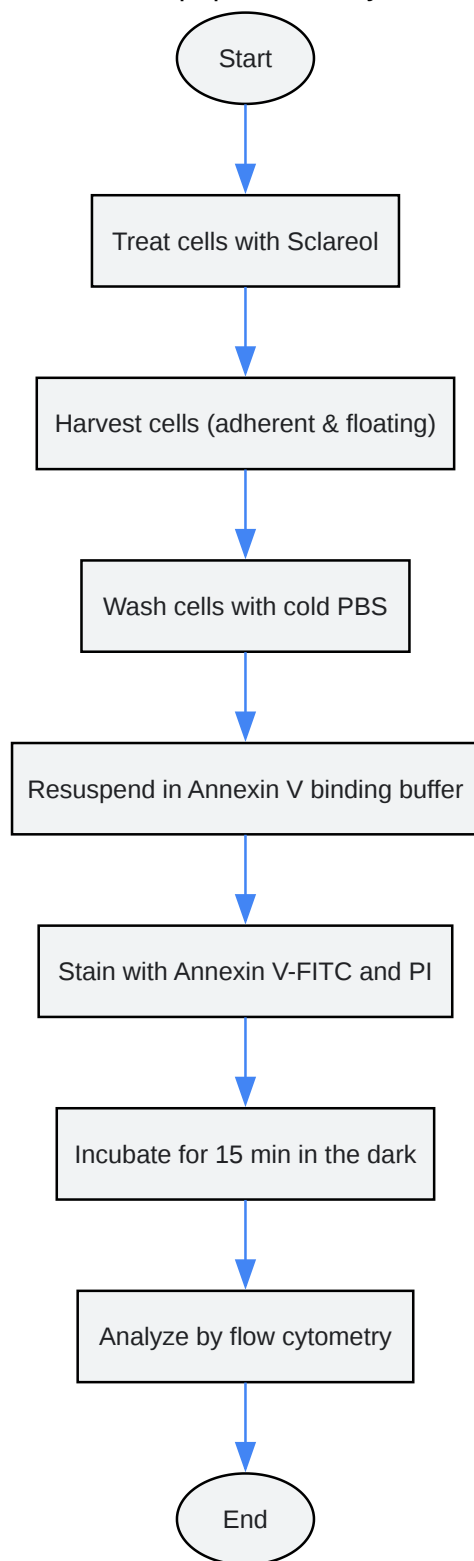 Start
Treat cells with Sclareol
Harvest cells (adherent & floating)
Wash cells with cold PBS
Resuspend in Annexin V binding buffer
Stain with Annexin V-FITC and PI
Incubate for 15 min in the dark
Analyze by flow cytometry
End